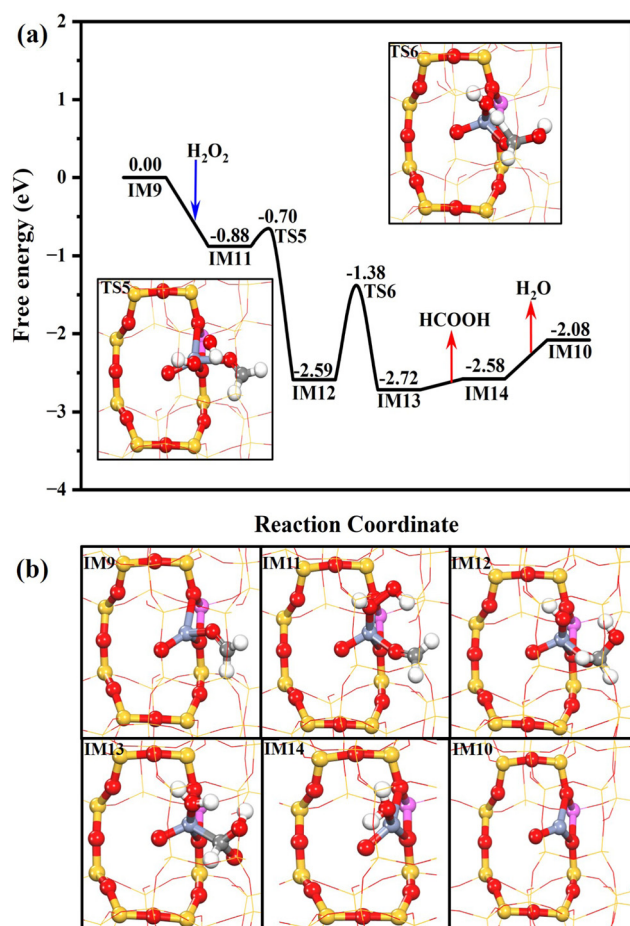 (a)
2
1
0
−1
−2
−3
−4
Free energy (eV)
Reaction Coordinate
0.00
IM9
H₂O₂
−0.88
IM11
−0.70
TS5
−2.59
IM12
−1.38
TS6
−2.72
IM13
HCOOH
−2.58
IM14
H₂O
−2.08
IM10
TS5
TS6
(b)
IM9
IM11
IM12
IM13
IM14
IM10